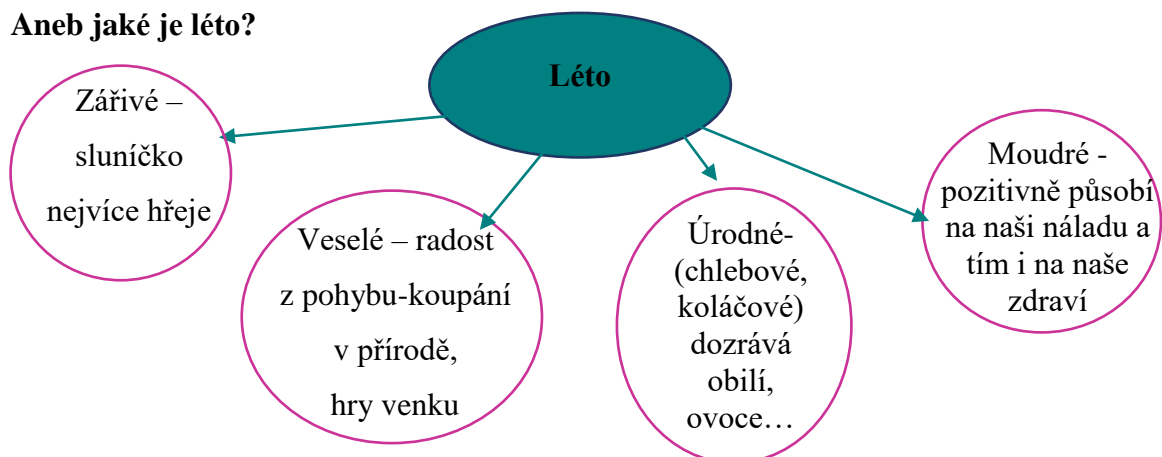 Aneb jaké je léto?
Léto
Zářivé –
sluníčko
nejvíce hřeje
Veselé – radost
z pohybu-koupání
v přírodě,
hry venku
Úrodné-
(chlebové,
koláčové)
dozrává
obilí,
ovoce…
Moudré -
pozitivně působí
na naši náladu a
tím i na naše
zdraví